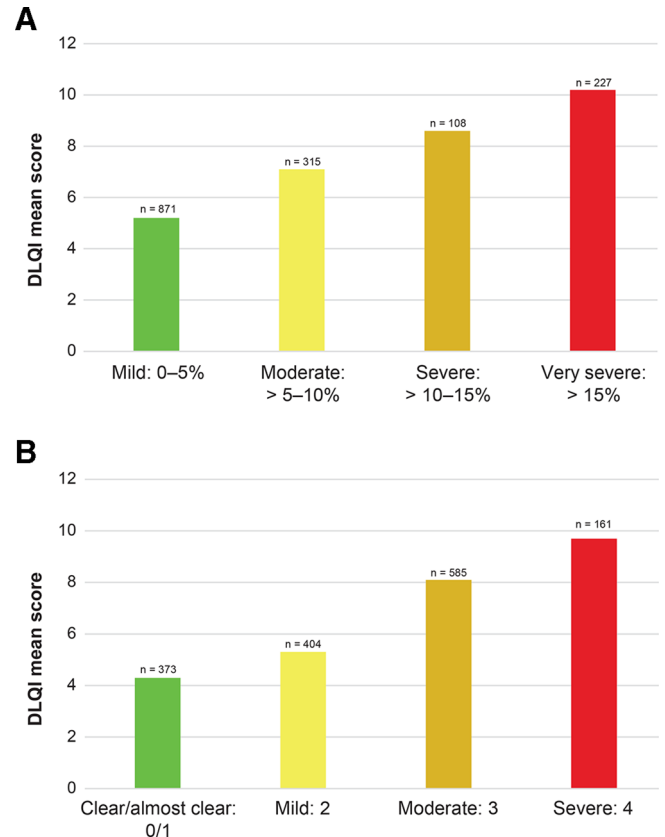 A
12
10
8
6
4
2
0
DLQI mean score
n = 871
n = 315
n = 108
n = 227
Mild: 0–5%
Moderate:
> 5–10%
Severe:
> 10–15%
Very severe:
> 15%
B
12
10
8
6
4
2
0
DLQI mean score
n = 373
n = 404
n = 585
n = 161
Clear/almost clear:
0/1
Mild: 2
Moderate: 3
Severe: 4